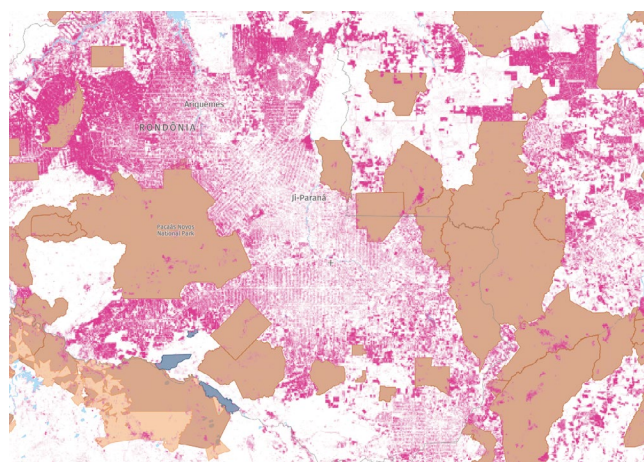 Ariquemes
RONDÔNIA
Ji-Paraná
Pacaás Novos
National Park